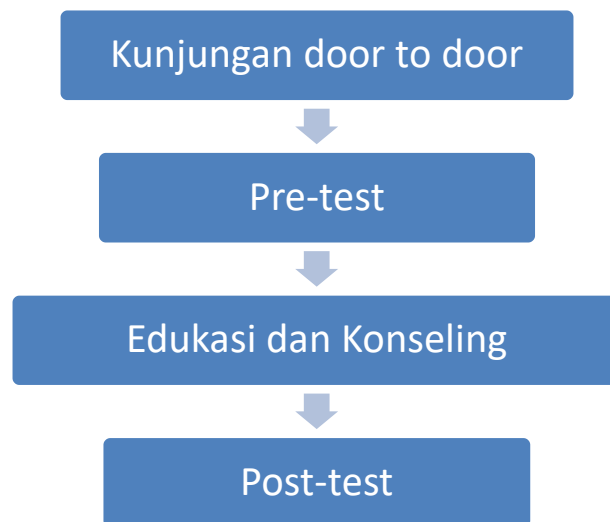 Kunjungan door to door
Pre-test
Edukasi dan Konseling
Post-test